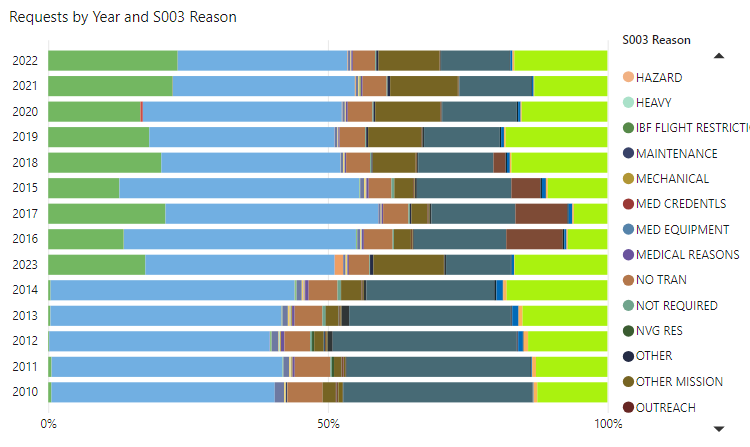 Requests by Year and S003 Reason
S003 Reason
2022
2021
2020
2019
2018
2015
2017
2016
2023
2014
2013
2012
2011
2010
0%
50%
100%
HAZARD
HEAVY
IBF FLIGHT RESTRICTI
MAINTENANCE
MECHANICAL
MED CREDENTLS
MED EQUIPMENT
MEDICAL REASONS
NO TRAN
NOT REQUIRED
NVG RES
OTHER
OTHER MISSION
OUTREACH